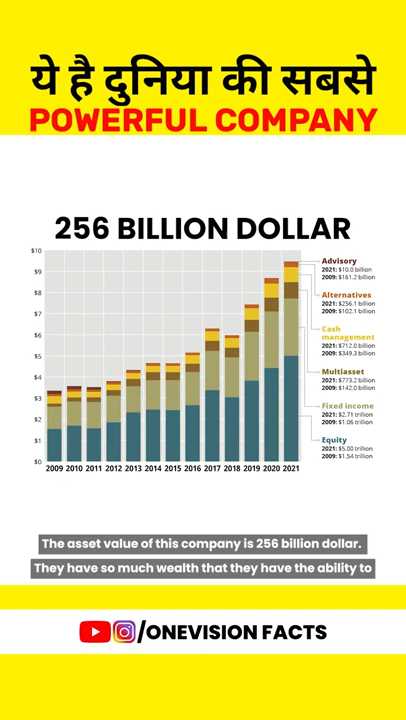 ये है दुनिया की सबसे
POWERFUL COMPANY
256 BILLION DOLLAR
$10
$9
$8
$7
$6
$5
$4
$3
$2
$1
$0
2009 2010 2011 2012 2013 2014 2015 2016 2017 2018 2019 2020 2021
Advisory
2021: $10.0 billion
2009: $161.2 billion
Alternatives
2021: $256.1 billion
2009: $102.1 billion
Cash
management
2021: $712.0 billion
2009: $349.3 billion
Multiasset
2021: $773.2 billion
2009: $142.0 billion
Fixed income
2021: $2.71 trillion
2009: $1.06 trillion
Equity
2021: $5.00 trillion
2009: $1.54 trillion
The asset value of this company is 256 billion dollar.
They have so much wealth that they have the ability to
/ONEVISION FACTS